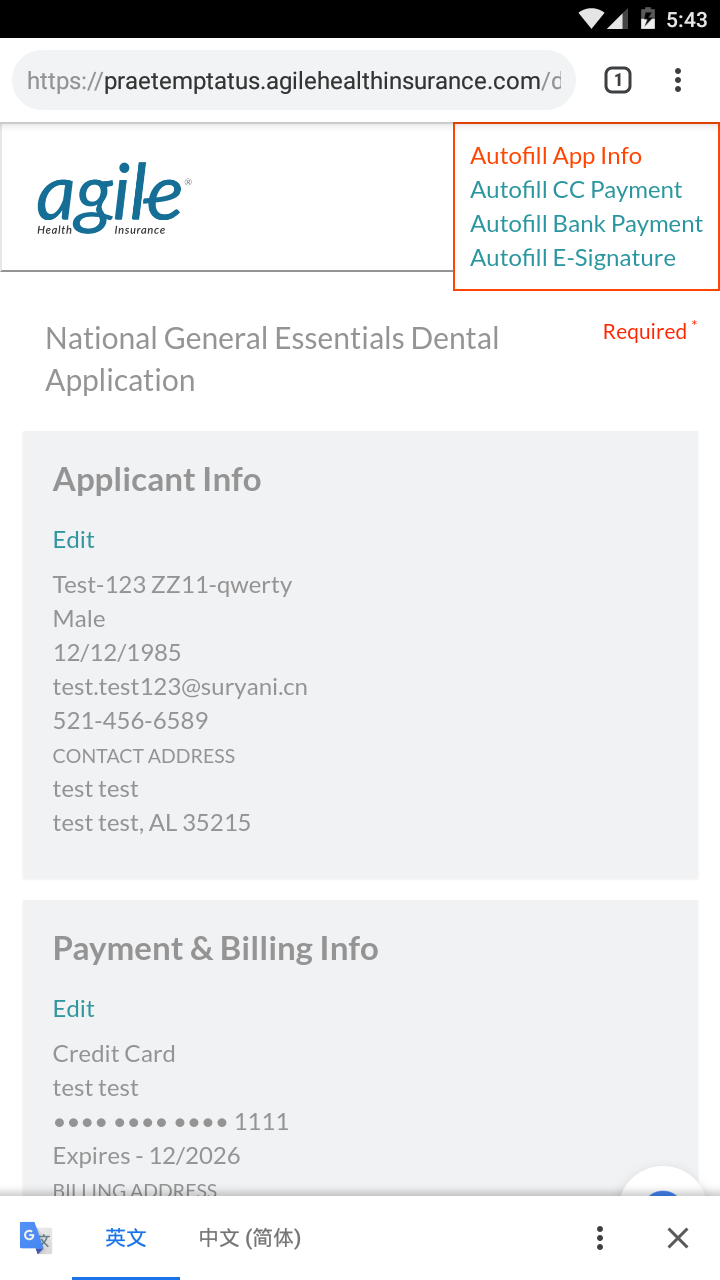 5:43
https://praetemptatus.agilehealthinsurance.com/d
1
Autofill App Info
Autofill CC Payment
Autofill Bank Payment
Autofill E-Signature
agile®
Health Insurance
National General Essentials Dental
Application
Required *
Applicant Info
Edit
Test-123 ZZ11-qwerty
Male
12/12/1985
test.test123@suryani.cn
521-456-6589
CONTACT ADDRESS
test test
test test, AL 35215
Payment & Billing Info
Edit
Credit Card
test test
•••• •••• •••• 1111
Expires - 12/2026
BILLING ADDRESS
G 文
英文
中文 (简体)